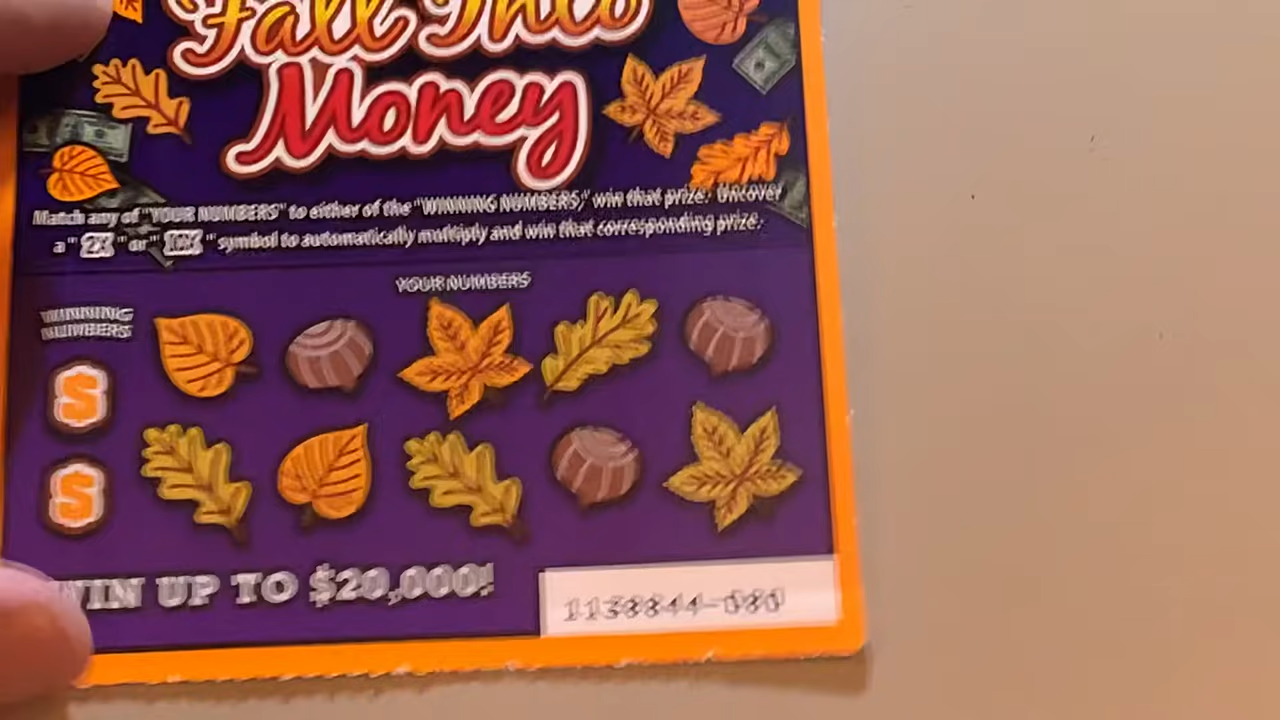 Fall Into
Money
Match any of "YOUR NUMBERS" to either of the "WINNING NUMBERS," win that prize. Uncover
a "2X" or "10X" symbol to automatically multiply and win that corresponding prize.
YOUR NUMBERS
WINNING
NUMBERS
$
$
WIN UP TO $20,000!